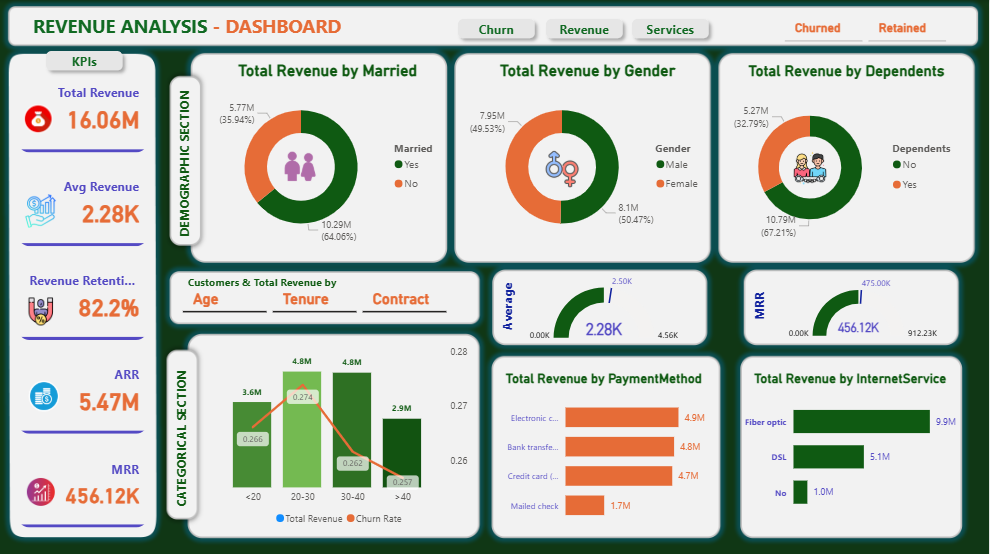 REVENUE ANALYSIS - DASHBOARD
Churn
Revenue
Services
Churned
Retained
KPIs
Total Revenue
16.06M
Avg Revenue
2.28K
Revenue Retenti...
82.2%
ARR
5.47M
MRR
456.12K
DEMOGRAPHIC SECTION
Total Revenue by Married
5.77M
(35.94%)
10.29M
(64.06%)
Married
Yes
No
Total Revenue by Gender
7.95M
(49.53%)
8.1M
(50.47%)
Gender
Male
Female
Total Revenue by Dependents
5.27M
(32.79%)
10.79M
(67.21%)
Dependents
No
Yes
Customers & Total Revenue by
Age
Tenure
Contract
Average
2.50K
0.00K
2.28K
4.56K
MRR
475.00K
0.00K
456.12K
912.23K
CATEGORICAL SECTION
3.6M
4.8M
4.8M
2.9M
0.266
0.274
0.262
0.257
0.28
0.27
0.26
<20
20-30
30-40
>40
Total Revenue
Churn Rate
Total Revenue by PaymentMethod
Electronic c...
4.9M
Bank transfe...
4.8M
Credit card (...
4.7M
Mailed check
1.7M
Total Revenue by InternetService
Fiber optic
9.9M
DSL
5.1M
No
1.0M